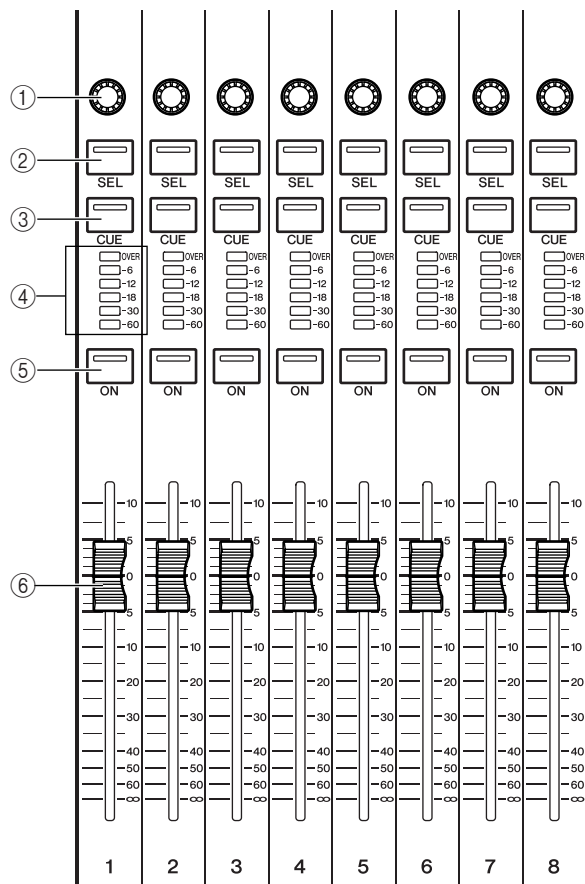 ①
②
SEL SEL SEL SEL SEL SEL SEL SEL
③
CUE CUE CUE CUE CUE CUE CUE CUE
④
OVER OVER OVER OVER OVER OVER OVER OVER
-6 -6 -6 -6 -6 -6 -6 -6
-12 -12 -12 -12 -12 -12 -12 -12
-18 -18 -18 -18 -18 -18 -18 -18
-30 -30 -30 -30 -30 -30 -30 -30
-60 -60 -60 -60 -60 -60 -60 -60
⑤
ON ON ON ON ON ON ON ON
10 10 10 10 10 10 10 10
5 5 5 5 5 5 5 5
⑥
0 0 0 0 0 0 0 0
5 5 5 5 5 5 5 5
10 10 10 10 10 10 10 10
20 20 20 20 20 20 20 20
30 30 30 30 30 30 30 30
40 40 40 40 40 40 40 40
50 50 50 50 50 50 50 50
60 60 60 60 60 60 60 60
∞ ∞ ∞ ∞ ∞ ∞ ∞ ∞
1 2 3 4 5 6 7 8